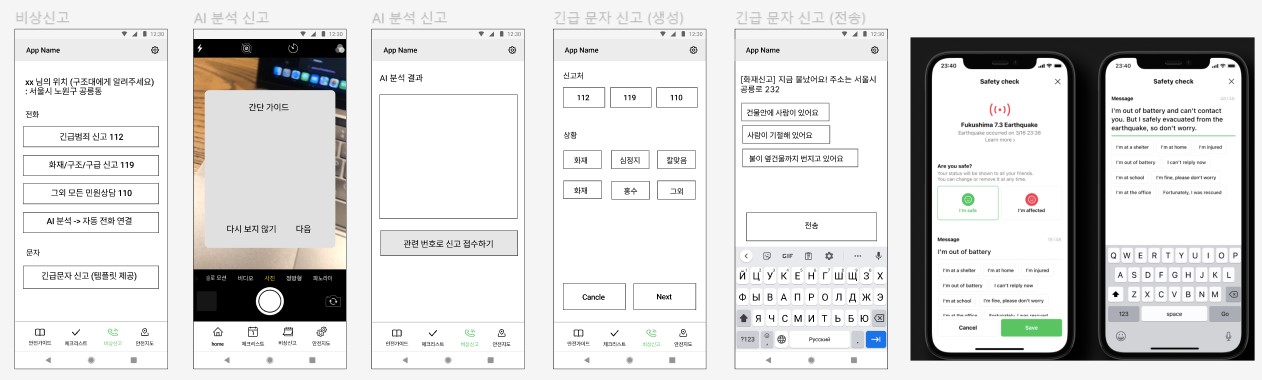 비상신고
12:30
App Name
xx 님의 위치 (구조대에게 알려주세요)
: 서울시 노원구 공릉동
전화
긴급범죄 신고 112
화재/구조/구급 신고 119
그외 모든 민원상담 110
AI 분석 -> 자동 전화 연결
문자
긴급문자 신고 (템플릿 제공)
안전가이드 체크리스트 비상신고 안전지도
AI 분석 신고
12:30
간단 가이드
다시 보지 않기 다음
슬로 모션 비디오 사진 정방형 파노라마
home 체크리스트 비상신고 안전지도
AI 분석 신고
12:30
App Name
AI 분석 결과
관련 번호로 신고 접수하기
안전가이드 체크리스트 비상신고 안전지도
긴급 문자 신고 (생성)
12:30
App Name
신고처
112 119 110
상황
화재 심정지 칼맞음
화재 홍수 그외
Cancle Next
안전가이드 체크리스트 비상신고 안전지도
긴급 문자 신고 (전송)
12:30
App Name
[화재신고] 지금 불났어요! 주소는 서울시
공릉로 232
건물안에 사람이 있어요
사람이 기절해 있어요
불이 옆건물까지 번지고 있어요
전송
GIF
Й Ц У К Е Н Г Ш Щ З Х
Ф Ы В А П Р О Л Д Ж Э
Я Ч С М И Т Ь Б Ю
?123 , Русский .
23:40
Safety check
Fukushima 7.3 Earthquake
Earthquake occurred on 3/16 23:36
Learn more >
Are you safe?
Your status will be shown to all your friends.
You can change or remove it at any time.
I'm safe I'm affected
Message
I'm out of battery
I'm at a shelter I'm at home I'm injured
I'm out of battery I can't relply now
I'm at school I'm fine, please don't worry
I'm at the office Fortunately, I was rescued
Cancel Save
23:40
Safety check
Message
I'm out of battery and can't contact
you. But I safely evacuated from the
earthquake, so don't worry.
I'm at a shelter I'm at home I'm injured
I'm out of battery I can't relply now
I'm at school I'm fine, please don't worry
I'm at the office Fortunately, I was rescued
Q W E R T Y U I O P
A S D F G H J K L
Z X C V B N M
123 space Go